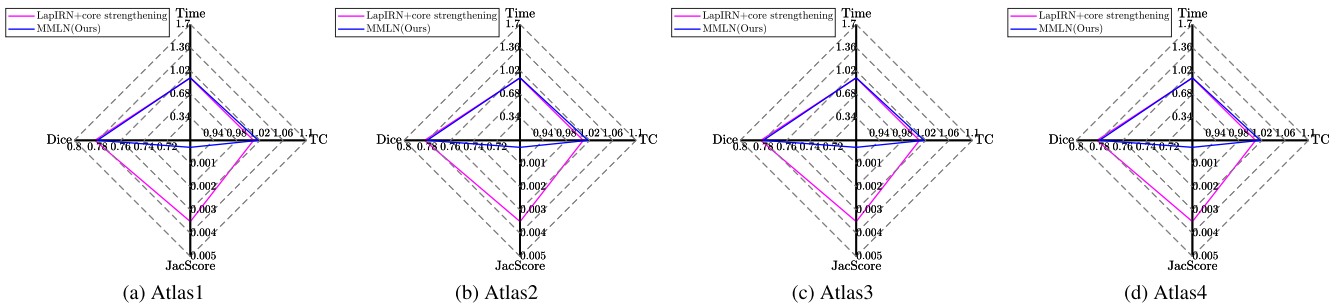 Time
LapIRN+core strengthening
MMLN(Ours)
1.7
1.36
1.02
0.68
0.34
0.94 0.98 1.02 1.06 1.1
Dice
TC
0.8 0.78 0.76 0.74 0.72
0.001
0.002
0.003
0.004
0.005
JacScore
(a) Atlas1
Time
LapIRN+core strengthening
MMLN(Ours)
1.7
1.36
1.02
0.68
0.34
0.94 0.98 1.02 1.06 1.1
Dice
TC
0.8 0.78 0.76 0.74 0.72
0.001
0.002
0.003
0.004
0.005
JacScore
(b) Atlas2
Time
LapIRN+core strengthening
MMLN(Ours)
1.7
1.36
1.02
0.68
0.34
0.94 0.98 1.02 1.06 1.1
Dice
TC
0.8 0.78 0.76 0.74 0.72
0.001
0.002
0.003
0.004
0.005
JacScore
(c) Atlas3
Time
LapIRN+core strengthening
MMLN(Ours)
1.7
1.36
1.02
0.68
0.34
0.94 0.98 1.02 1.06 1.1
Dice
TC
0.8 0.78 0.76 0.74 0.72
0.001
0.002
0.003
0.004
0.005
JacScore
(d) Atlas4